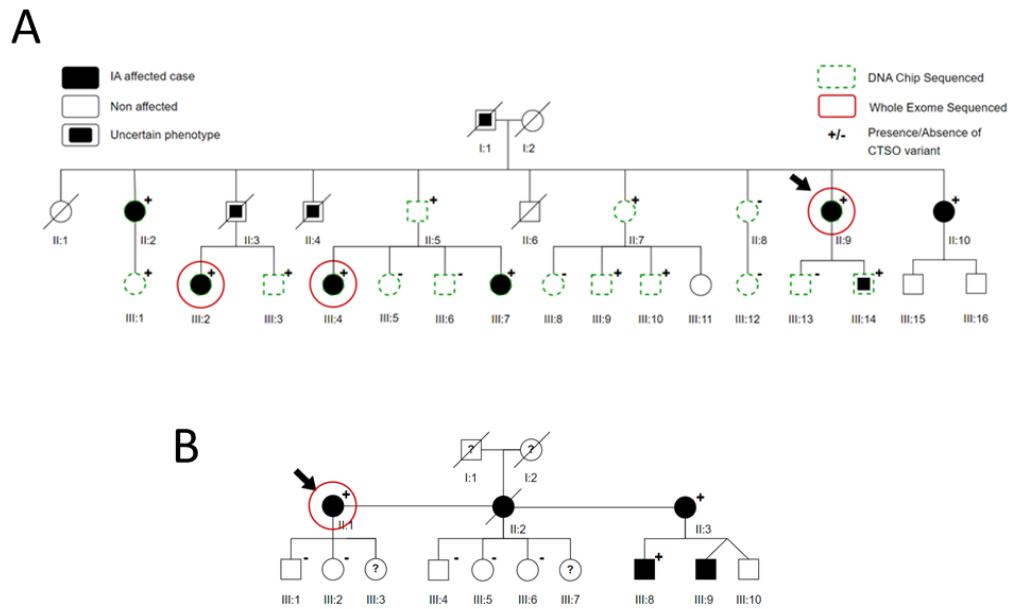 A
IA affected case
Non affected
Uncertain phenotype
DNA Chip Sequenced
Whole Exome Sequenced
+/- Presence/Absence of
CTSO variant
I:1 I:2
+ + + - + +
II:1 II:2 II:3 II:4 II:5 II:6 II:7 II:8 II:9 II:10
+ + + + - - + - + + - - +
III:1 III:2 III:3 III:4 III:5 III:6 III:7 III:8 III:9 III:10 III:11 III:12 III:13 III:14 III:15 III:16
B
? ?
I:1 I:2
+ +
II:1 II:2 II:3
- - ? - - - ? +
III:1 III:2 III:3 III:4 III:5 III:6 III:7 III:8 III:9 III:10